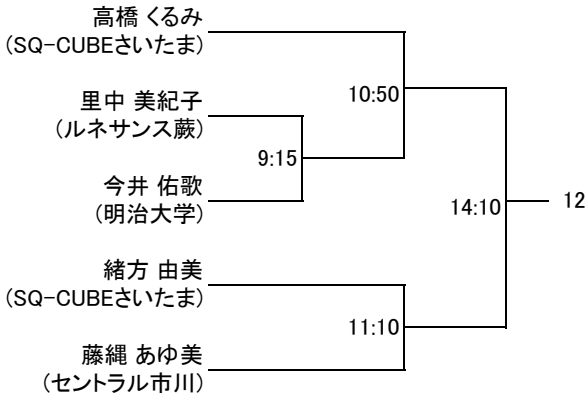 高橋 くるみ
(SQ-CUBEさいたま)
10:50
里中 美紀子
(ルネサンス蕨)
9:15
今井 佑歌
(明治大学)
14:10
12
緒方 由美
(SQ-CUBEさいたま)
11:10
藤縄 あゆ美
(セントラル市川)